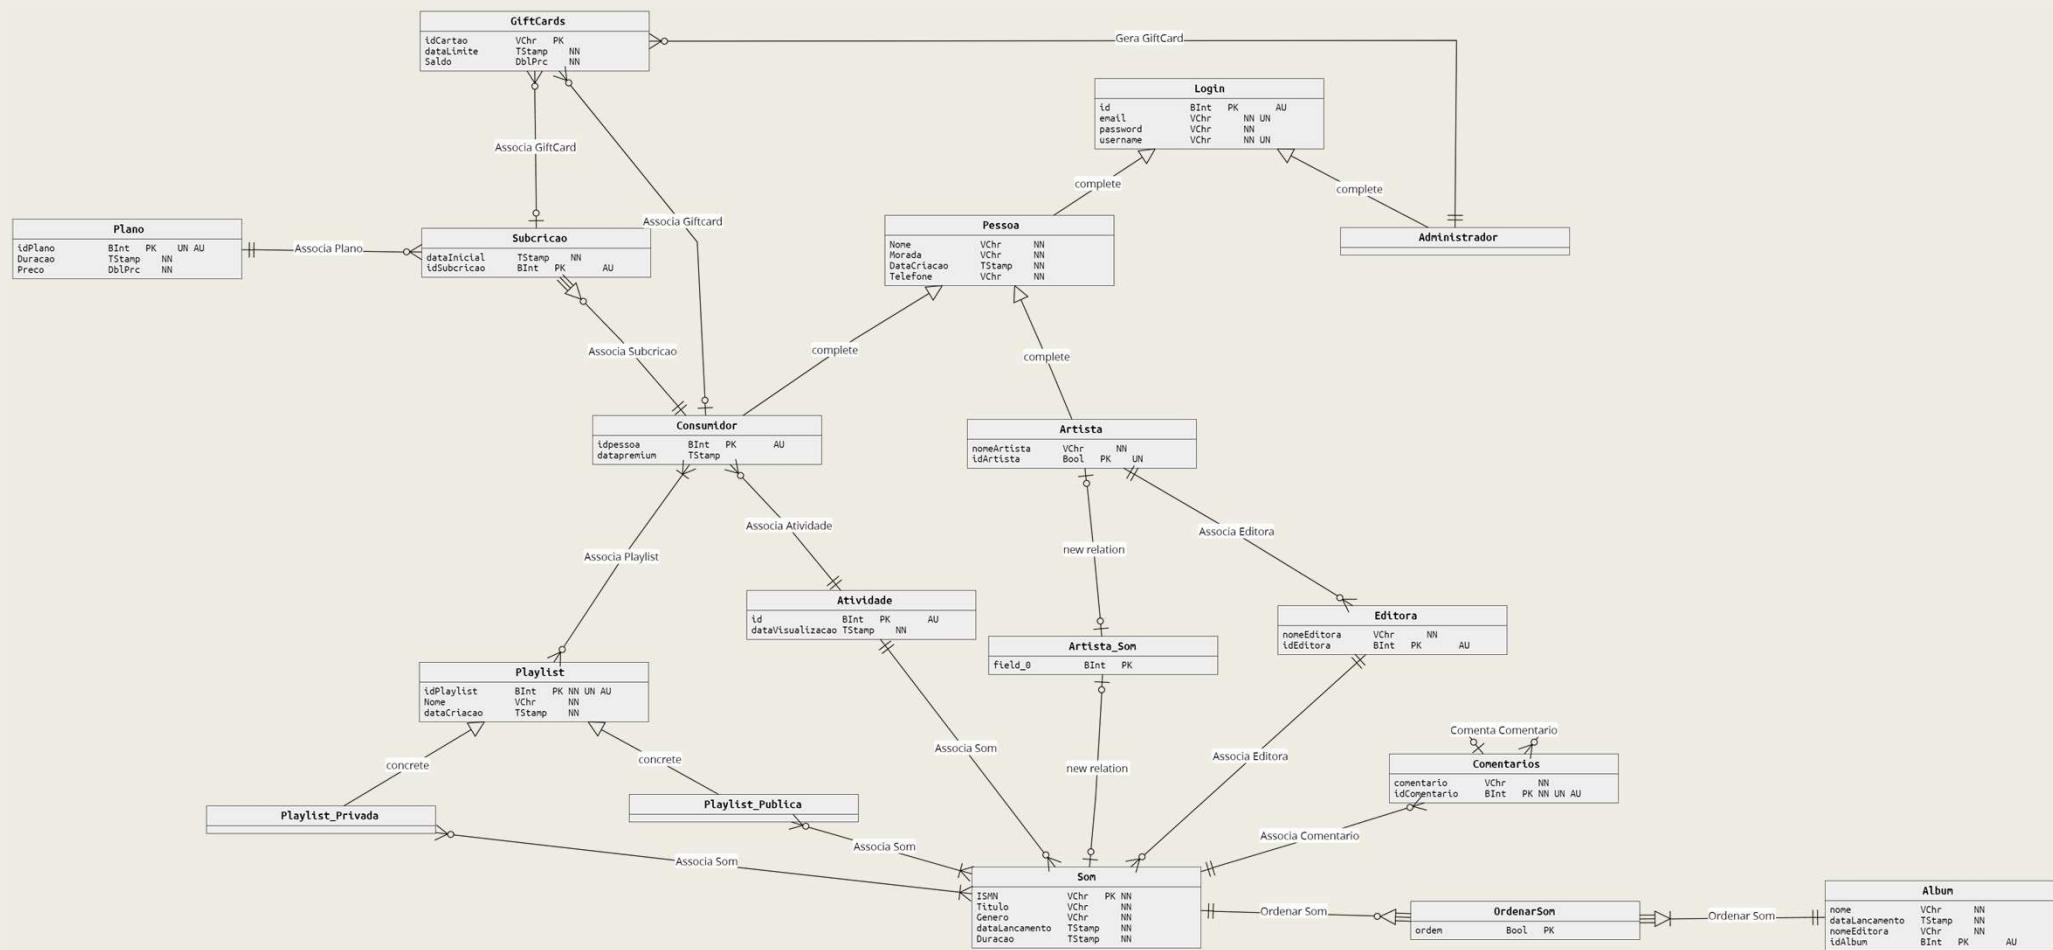 GiftCards
idCartao VChr PK
dataLimite TStamp NN
Saldo DblPrc NN
Gera GiftCard
Login
id BInt PK AU
email VChr NN UN
password VChr NN
username VChr NN UN
Associa GiftCard
complete
complete
Associa Giftcard
Plano
idPlano BInt PK UN AU
Duracao TStamp NN
Preco DblPrc NN
Associa Plano
Subcricao
dataInicial TStamp NN
idSubcricao BInt PK AU
Pessoa
Nome VChr NN
Morada VChr NN
DataCriacao TStamp NN
Telefone VChr NN
Administrador
Associa Subcricao
complete
complete
Consumidor
idpessoa BInt PK AU
datapremium TStamp
Artista
nomeArtista VChr NN
idArtista Bool PK UN
Associa Playlist
Associa Atividade
new relation
Associa Editora
Atividade
id BInt PK AU
dataVisualizacao TStamp NN
Artista_Som
field_0 BInt PK
Editora
nomeEditora VChr NN
idEditora BInt PK AU
Playlist
idPlaylist BInt PK NN UN AU
Nome VChr NN
dataCriacao TStamp NN
concrete
concrete
Associa Som
new relation
Associa Editora
Comenta Comentario
Comentarios
comentario VChr NN
idComentario BInt PK NN UN AU
Playlist_Privada
Playlist_Publica
Associa Som
Associa Som
Associa Comentario
Som
ISMN VChr PK NN
Titulo VChr NN
Genero VChr NN
dataLancamento TStamp NN
Duracao TStamp NN
Ordenar Som
OrdenarSom
ordem Bool PK
Ordenar Som
Album
nome VChr NN
dataLancamento TStamp NN
nomeEditora VChr NN
idAlbum BInt PK AU